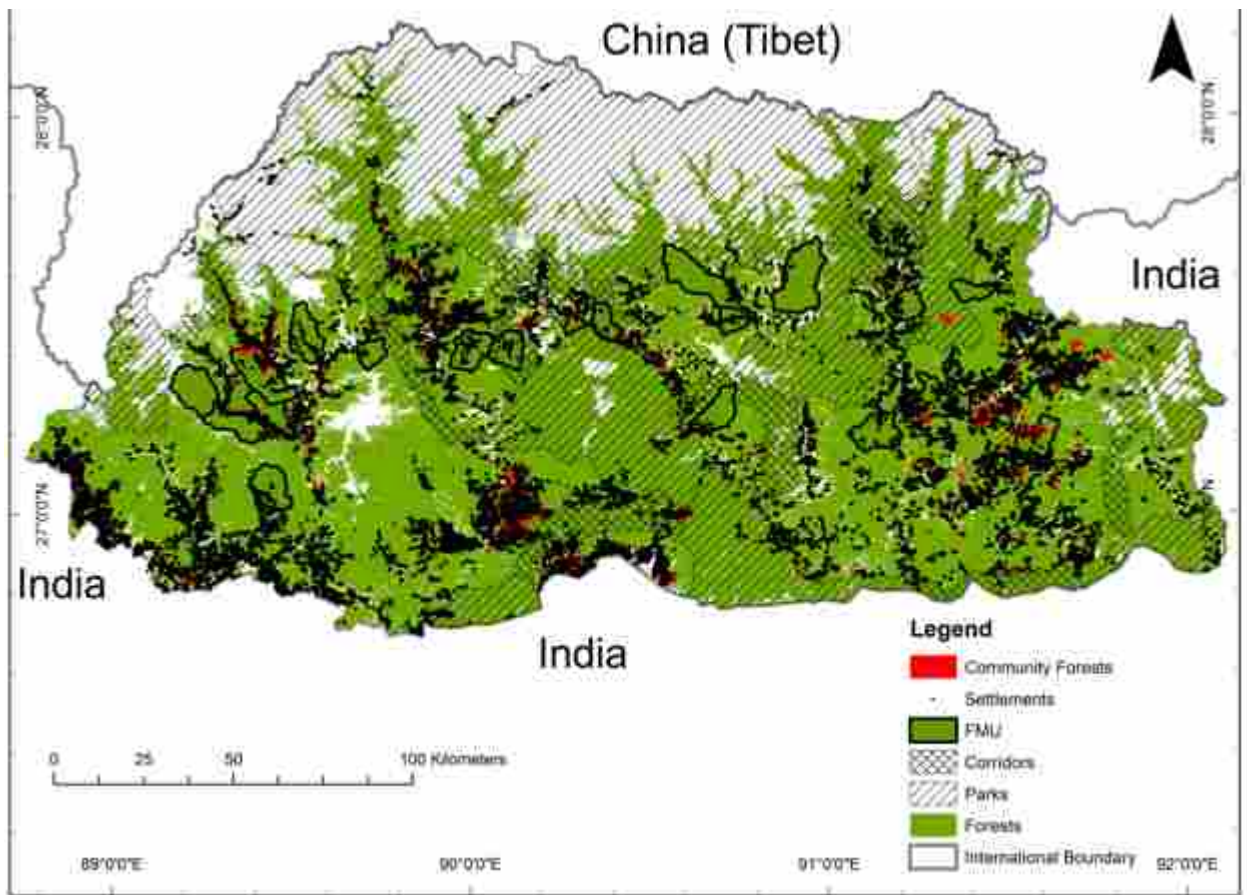 China (Tibet)
28°0'0"N
28°0'0"N
India
27°0'0"N
N
India
India
Legend
Community Forests
Settlements
FMU
Corridors
Parks
Forests
International Boundary
0 25 50 100 Kilometers
89°0'0"E 90°0'0"E 91°0'0"E 92°0'0"E